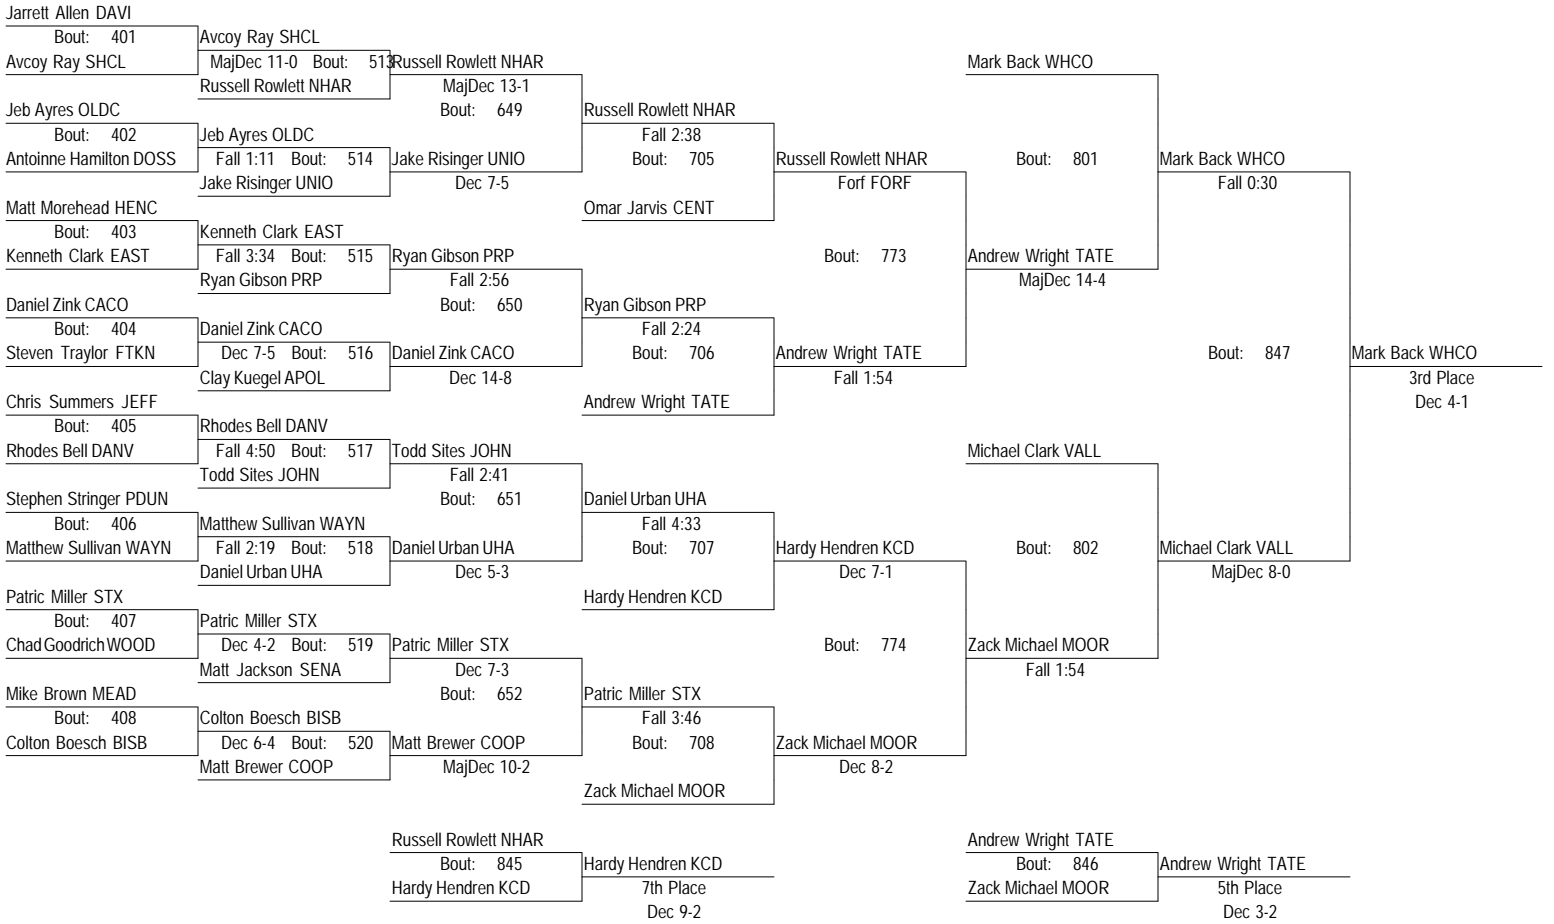 Jarrett Allen DAVI
Bout: 401
Avcoy Ray SHCL
Avcoy Ray SHCL
MajDec 11-0 Bout: 513
Russell Rowlett NHAR
Russell Rowlett NHAR
MajDec 13-1
Bout: 649
Jeb Ayres OLDC
Bout: 402
Antoinne Hamilton DOSS
Jeb Ayres OLDC
Fall 1:11 Bout: 514
Jake Risinger UNIO
Jake Risinger UNIO
Dec 7-5
Russell Rowlett NHAR
Fall 2:38
Bout: 705
Omar Jarvis CENT
Russell Rowlett NHAR
Forf FORF
Matt Morehead HENC
Bout: 403
Kenneth Clark EAST
Kenneth Clark EAST
Fall 3:34 Bout: 515
Ryan Gibson PRP
Ryan Gibson PRP
Fall 2:56
Bout: 650
Daniel Zink CACO
Bout: 404
Steven Traylor FTKN
Daniel Zink CACO
Dec 7-5 Bout: 516
Clay Kuegel APOL
Daniel Zink CACO
Dec 14-8
Ryan Gibson PRP
Fall 2:24
Bout: 706
Andrew Wright TATE
Bout: 773
Andrew Wright TATE
Fall 1:54
Mark Back WHCO
Bout: 801
Andrew Wright TATE
MajDec 14-4
Mark Back WHCO
Fall 0:30
Chris Summers JEFF
Bout: 405
Rhodes Bell DANV
Rhodes Bell DANV
Fall 4:50 Bout: 517
Todd Sites JOHN
Todd Sites JOHN
Fall 2:41
Bout: 651
Stephen Stringer PDUN
Bout: 406
Matthew Sullivan WAYN
Matthew Sullivan WAYN
Fall 2:19 Bout: 518
Daniel Urban UHA
Daniel Urban UHA
Dec 5-3
Daniel Urban UHA
Fall 4:33
Bout: 707
Hardy Hendren KCD
Hardy Hendren KCD
Dec 7-1
Patric Miller STX
Bout: 407
Chad Goodrich WOOD
Patric Miller STX
Dec 4-2 Bout: 519
Matt Jackson SENA
Patric Miller STX
Dec 7-3
Bout: 652
Mike Brown MEAD
Bout: 408
Colton Boesch BISB
Colton Boesch BISB
Dec 6-4 Bout: 520
Matt Brewer COOP
Matt Brewer COOP
MajDec 10-2
Patric Miller STX
Fall 3:46
Bout: 708
Zack Michael MOOR
Bout: 774
Zack Michael MOOR
Dec 8-2
Michael Clark VALL
Bout: 802
Zack Michael MOOR
Fall 1:54
Michael Clark VALL
MajDec 8-0
Bout: 847
Mark Back WHCO
3rd Place
Dec 4-1
Russell Rowlett NHAR
Bout: 845
Hardy Hendren KCD
Hardy Hendren KCD
7th Place
Dec 9-2
Andrew Wright TATE
Bout: 846
Zack Michael MOOR
Andrew Wright TATE
5th Place
Dec 3-2